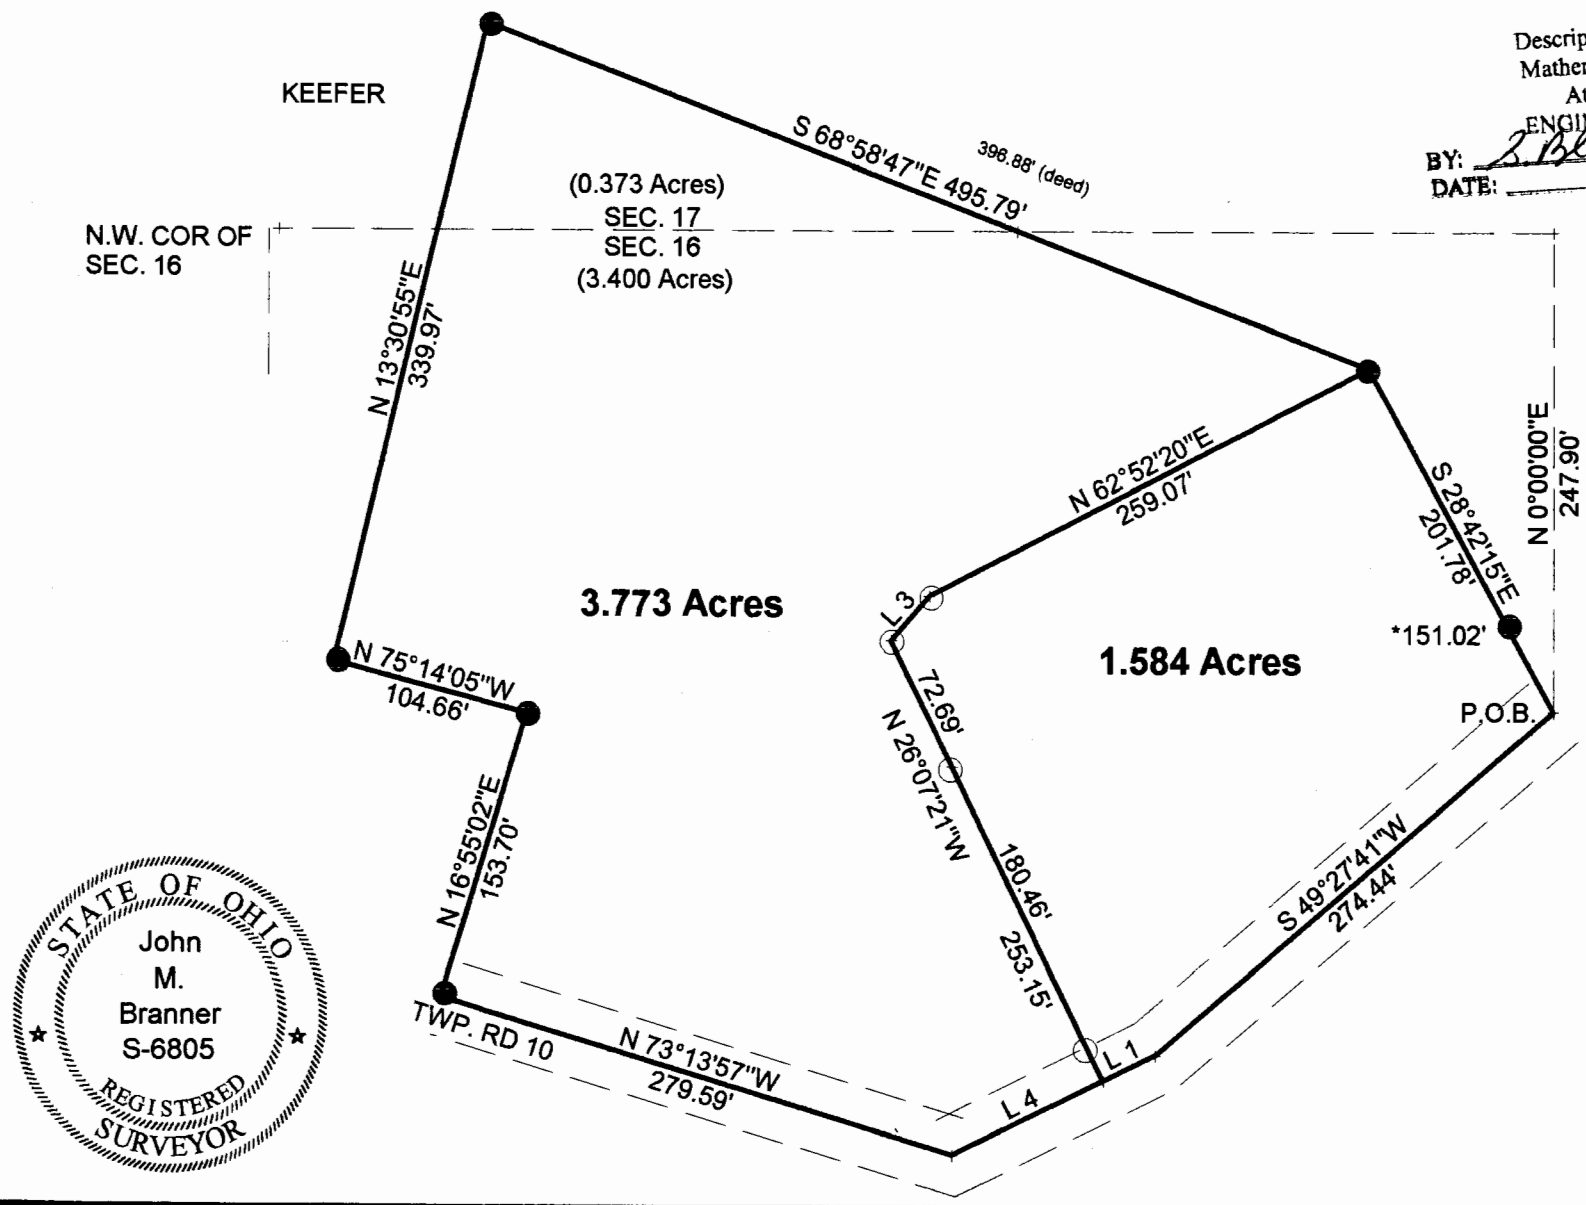 KEEFER
S 68°58'47"E 495.79'
396.88' (deed)
(0.373 Acres)
SEC. 17
SEC. 16
(3.400 Acres)
N.W. COR OF
SEC. 16
BY:
DATE:
N 13°30'55"E
339.97'
N 62°52'20"E
259.07'
S 28°42'15"E
201.78'
N 0°00'00"E
247.90'
L 3
3.773 Acres
1.584 Acres
*151.02'
P.O.B.
N 75°14'05"W
104.66'
72.69'
N 26°07'21"W
180.46'
253.15'
N 16°55'02"E
153.70'
S 49°27'41"W
274.44'
L 1
L 4
TWP. RD 10
N 73°13'57"W
279.59'
STATE OF OHIO
John
M.
Branner
S-6805
REGISTERED
SURVEYOR